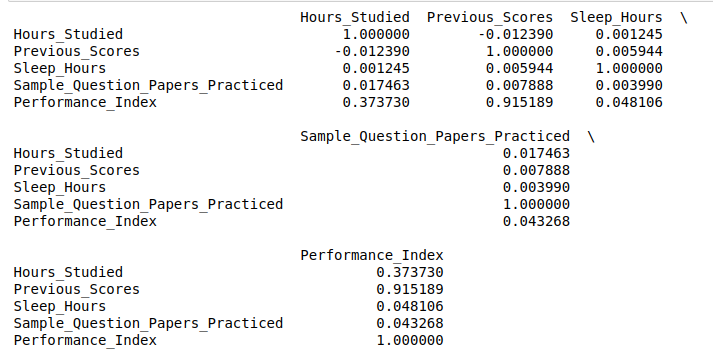 Hours_Studied  Previous_Scores  Sleep_Hours  \
Hours_Studied                          1.000000        -0.012390     0.001245
Previous_Scores                       -0.012390         1.000000     0.005944
Sleep_Hours                            0.001245         0.005944     1.000000
Sample_Question_Papers_Practiced       0.017463         0.007888     0.003990
Performance_Index                      0.373730         0.915189     0.048106

                                  Sample_Question_Papers_Practiced  \
Hours_Studied                                             0.017463
Previous_Scores                                           0.007888
Sleep_Hours                                               0.003990
Sample_Question_Papers_Practiced                          1.000000
Performance_Index                                         0.043268

                                  Performance_Index
Hours_Studied                              0.373730
Previous_Scores                            0.915189
Sleep_Hours                                0.048106
Sample_Question_Papers_Practiced           0.043268
Performance_Index                          1.000000